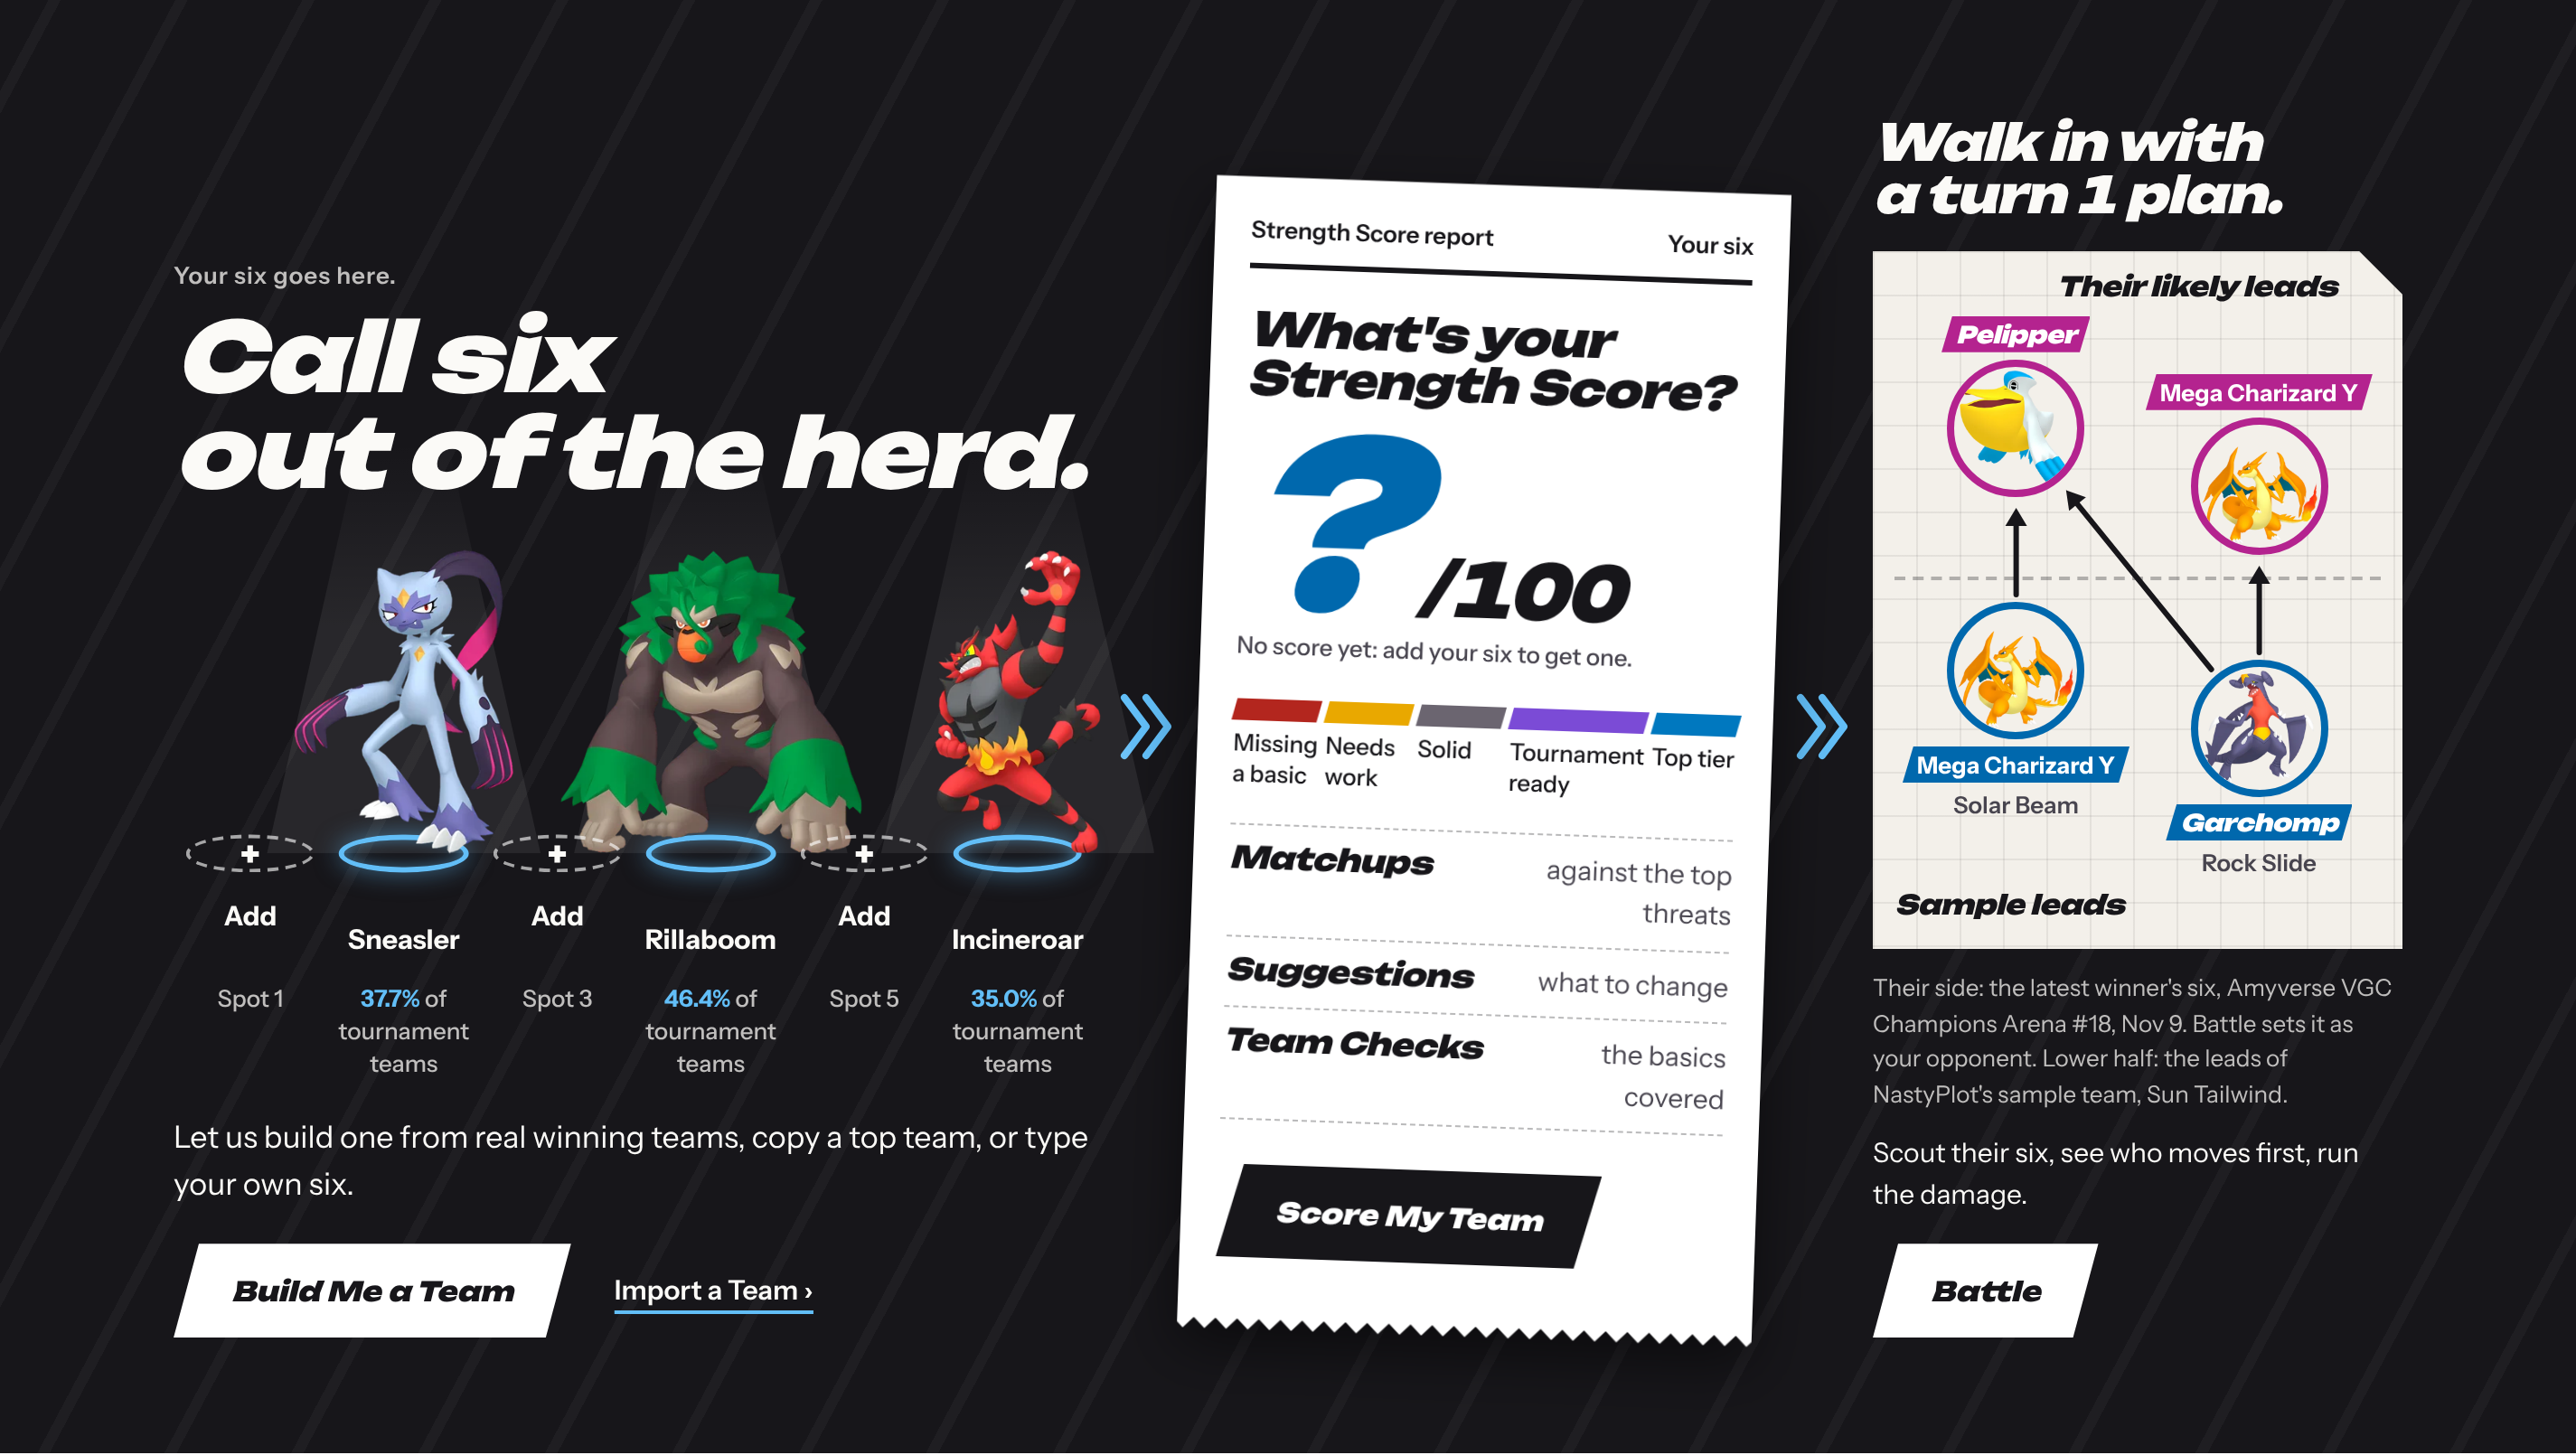 Your six goes here.
Call six
out of the herd.
+
+
+
Add
Sneasler
Add
Rillaboom
Add
Incineroar
Spot 1
37.7% of
tournament
teams
Spot 3
46.4% of
tournament
teams
Spot 5
35.0% of
tournament
teams
Let us build one from real winning teams, copy a top team, or type
your own six.
Build Me a Team
Import a Team ›
Strength Score report
Your six
What's your
Strength Score?
?/100
No score yet: add your six to get one.
Missing
a basic
Needs
work
Solid
Tournament
ready
Top tier
Matchups
against the top
threats
Suggestions
what to change
Team Checks
the basics
covered
Score My Team
Walk in with
a turn 1 plan.
Their likely leads
Pelipper
Mega Charizard Y
Mega Charizard Y
Solar Beam
Garchomp
Rock Slide
Sample leads
Their side: the latest winner's six, Amyverse VGC
Champions Arena #18, Nov 9. Battle sets it as
your opponent. Lower half: the leads of
NastyPlot's sample team, Sun Tailwind.
Scout their six, see who moves first, run
the damage.
Battle